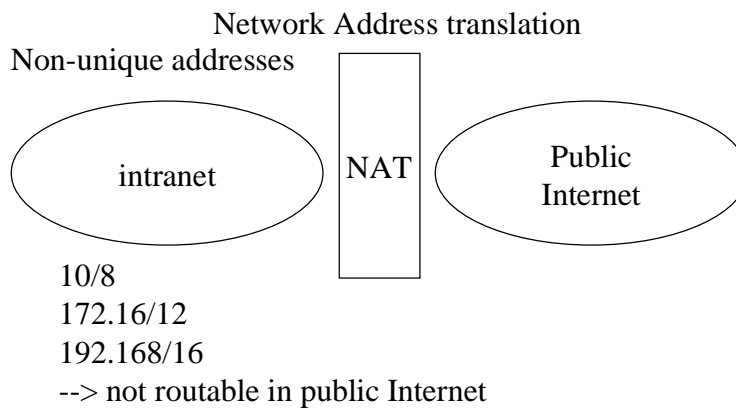 Network Address translation
Non-unique addresses
intranet
NAT
Public
Internet
10/8
172.16/12
192.168/16
--> not routable in public Internet